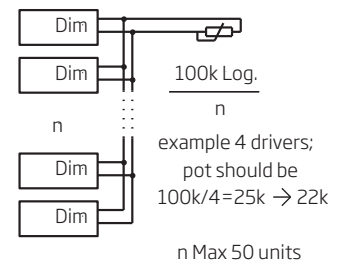 Dim
Dim
n
Dim
Dim
100k Log.
n
example 4 drivers;
pot should be
100k/4=25k → 22k
n Max 50 units